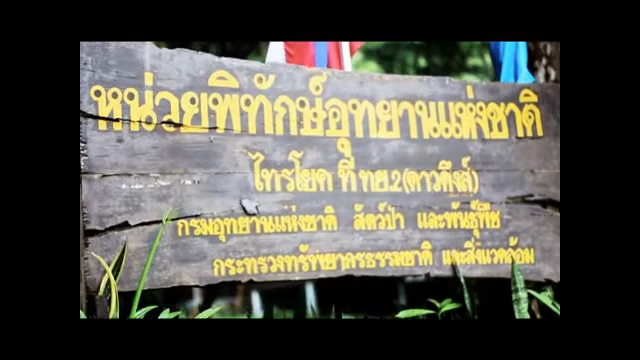 หน่วยพิทักษ์อุทยานแห่งชาติ
ไทรโยค ที่ ทย.2 (ดาวดึงส์)
กรมอุทยานแห่งชาติ สัตว์ป่า และพันธุ์พืช
กระทรวงทรัพยากรธรรมชาติ และสิ่งแวดล้อม